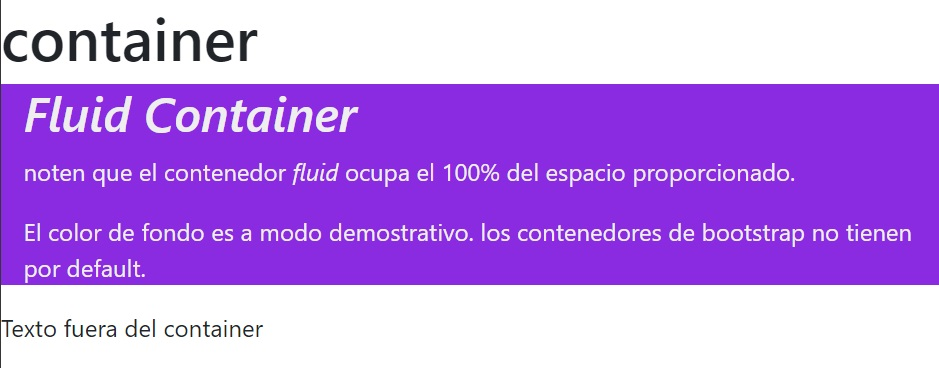 container
Fluid Container
noten que el contenedor fluid ocupa el 100% del espacio proporcionado.
El color de fondo es a modo demostrativo. los contenedores de bootstrap no tienen
por default.
Texto fuera del container